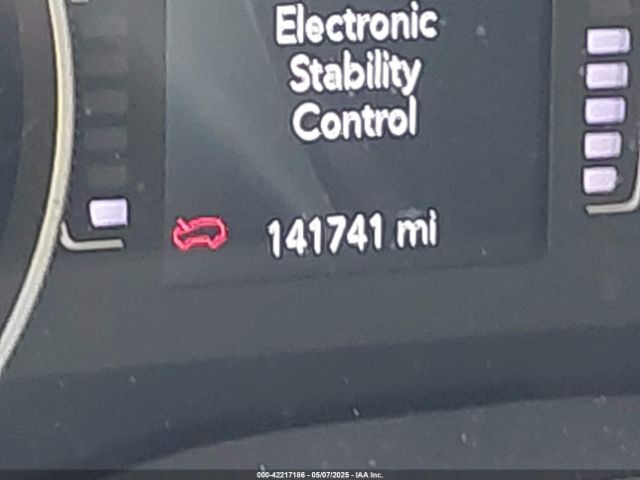 Electronic
Stability
Control
141741 mi
000-42217186 - 05/07/2025 - IAA Inc.